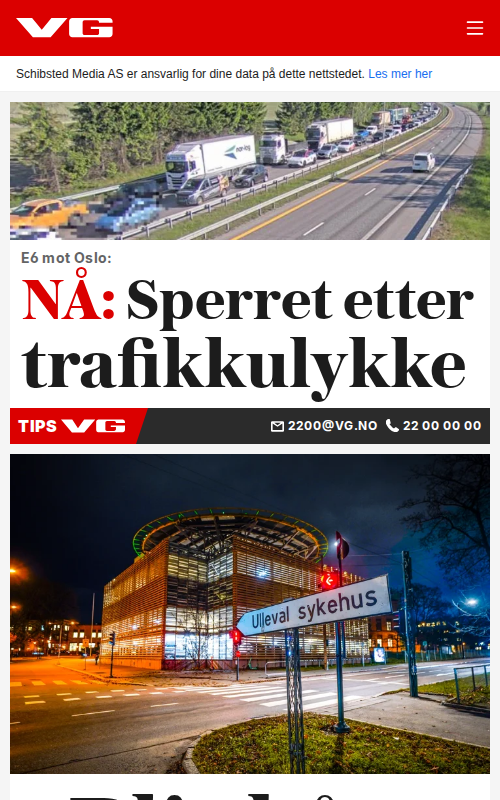 VG
Schibsted Media AS er ansvarlig for dine data på dette nettstedet. Les mer her
E6 mot Oslo:
NÅ: Sperret etter
trafikkulykke
TIPS VG 2200@VG.NO 22 00 00 00
Ullevål sykehus